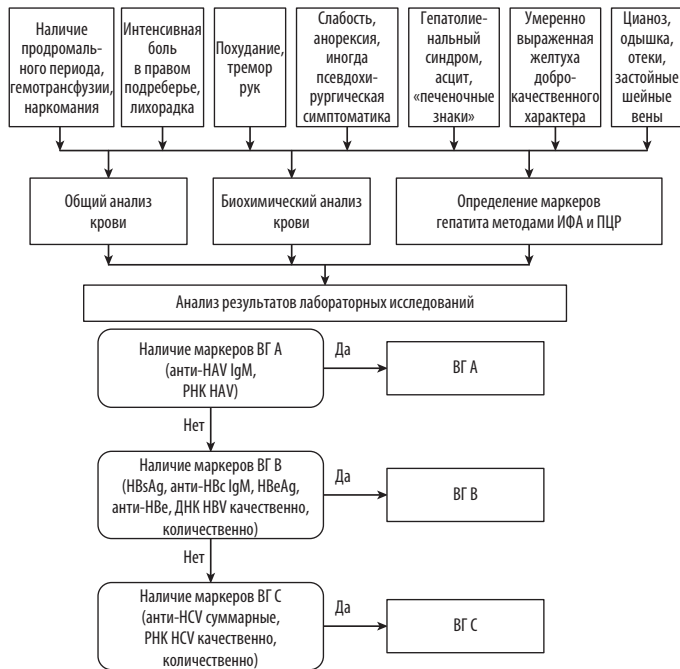 Наличие
продромаль-
ного периода,
гемотрансфузии,
наркомания
Интенсивная
боль
в правом
подреберье,
лихорадка
Похудание,
тремор
рук
Слабость,
анорексия,
иногда
псевдохи-
рургическая
симптоматика
Гепатолие-
нальный
синдром,
асцит,
«печеночные
знаки»
Умеренно
выраженная
желтуха
добро-
качественного
характера
Цианоз,
одышка,
отеки,
застойные
шейные
вены
Общий анализ
крови
Биохимический анализ
крови
Определение маркеров
гепатита методами ИФА и ПЦР
Анализ результатов лабораторных исследований
Наличие маркеров ВГ А
(анти-HAV IgM,
РНК HAV)
Да
ВГ А
Нет
Наличие маркеров ВГ В
(HBsAg, анти-HBc IgM, HBeAg,
анти-HBe, ДНК HBV качественно,
количественно)
Да
ВГ В
Нет
Наличие маркеров ВГ С
(анти-HCV суммарные,
РНК HCV качественно,
количественно)
Да
ВГ С